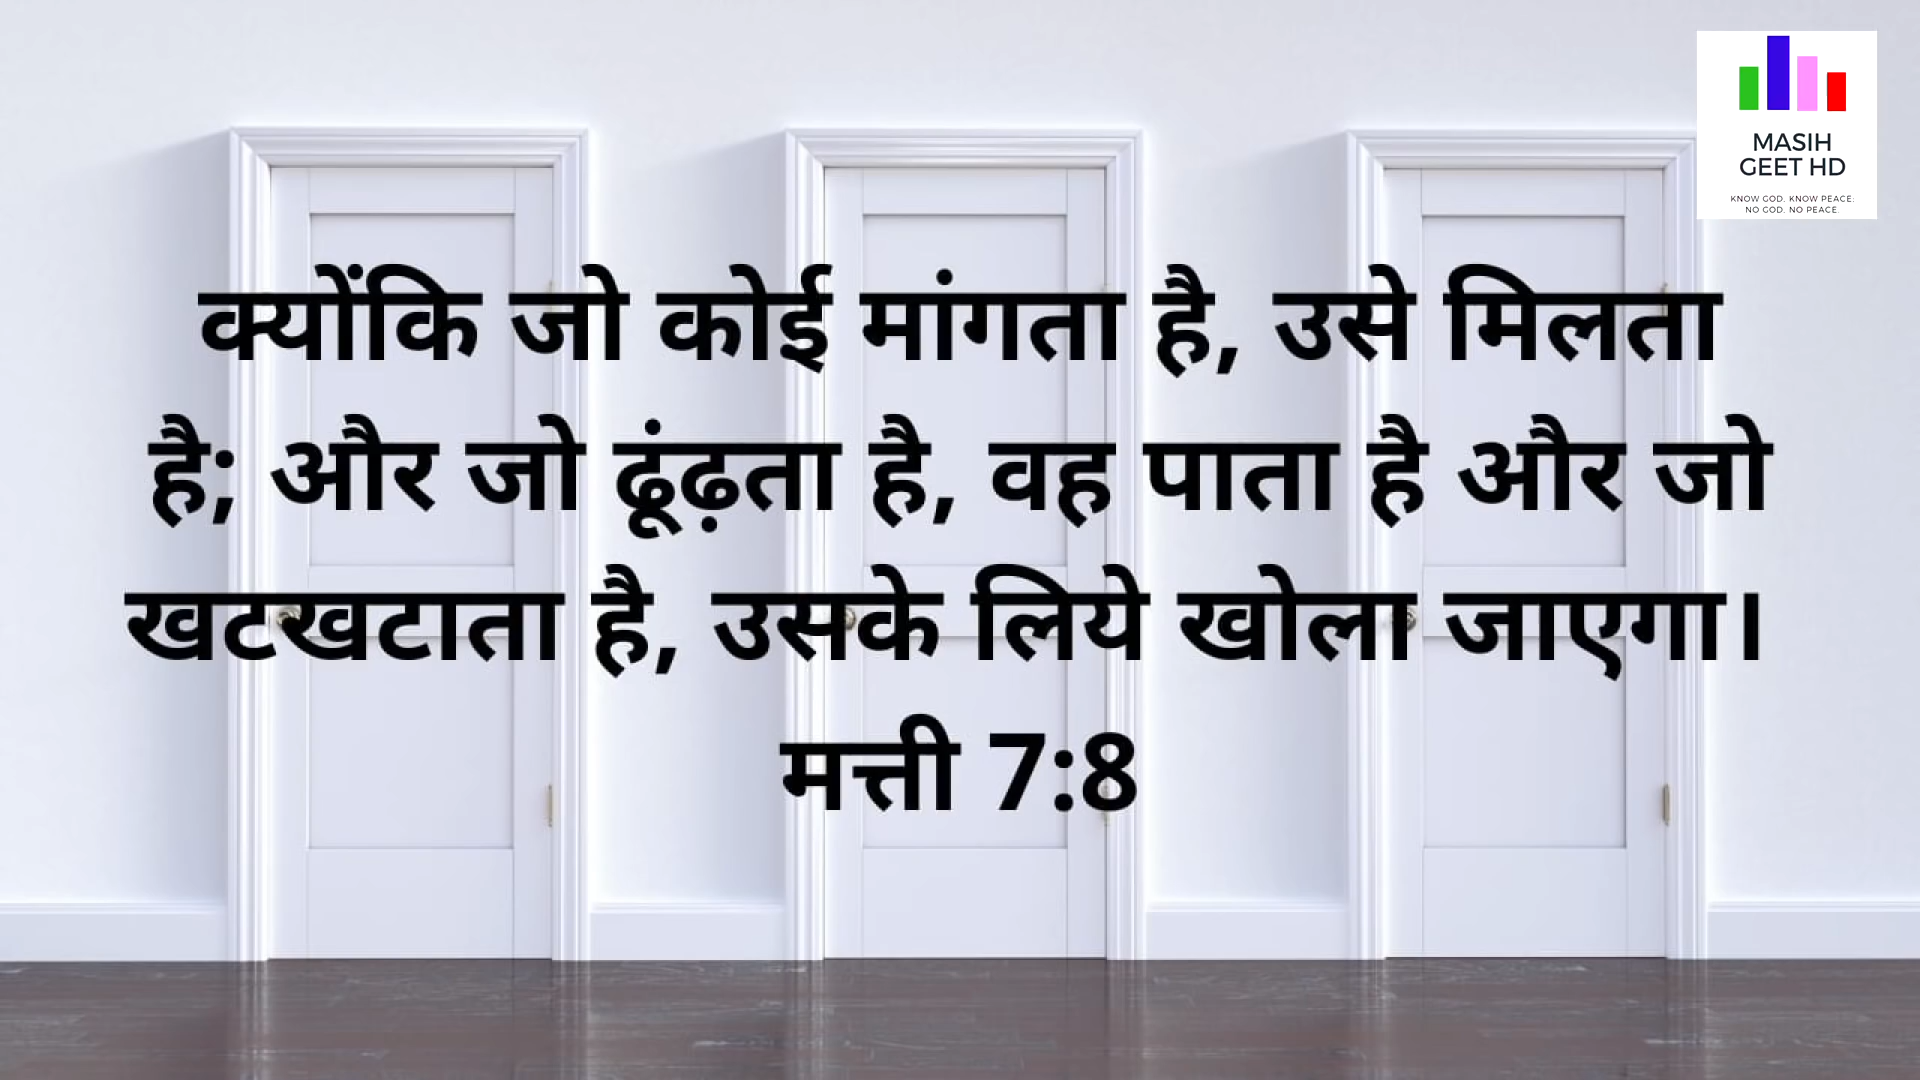 MASIH
GEET HD
KNOW GOD, KNOW PEACE;
NO GOD, NO PEACE.
क्योंकि जो कोई मांगता है, उसे मिलता
है; और जो ढूंढ़ता है, वह पाता है और जो
खटखटाता है, उसके लिये खोला जाएगा।
मत्ती 7:8